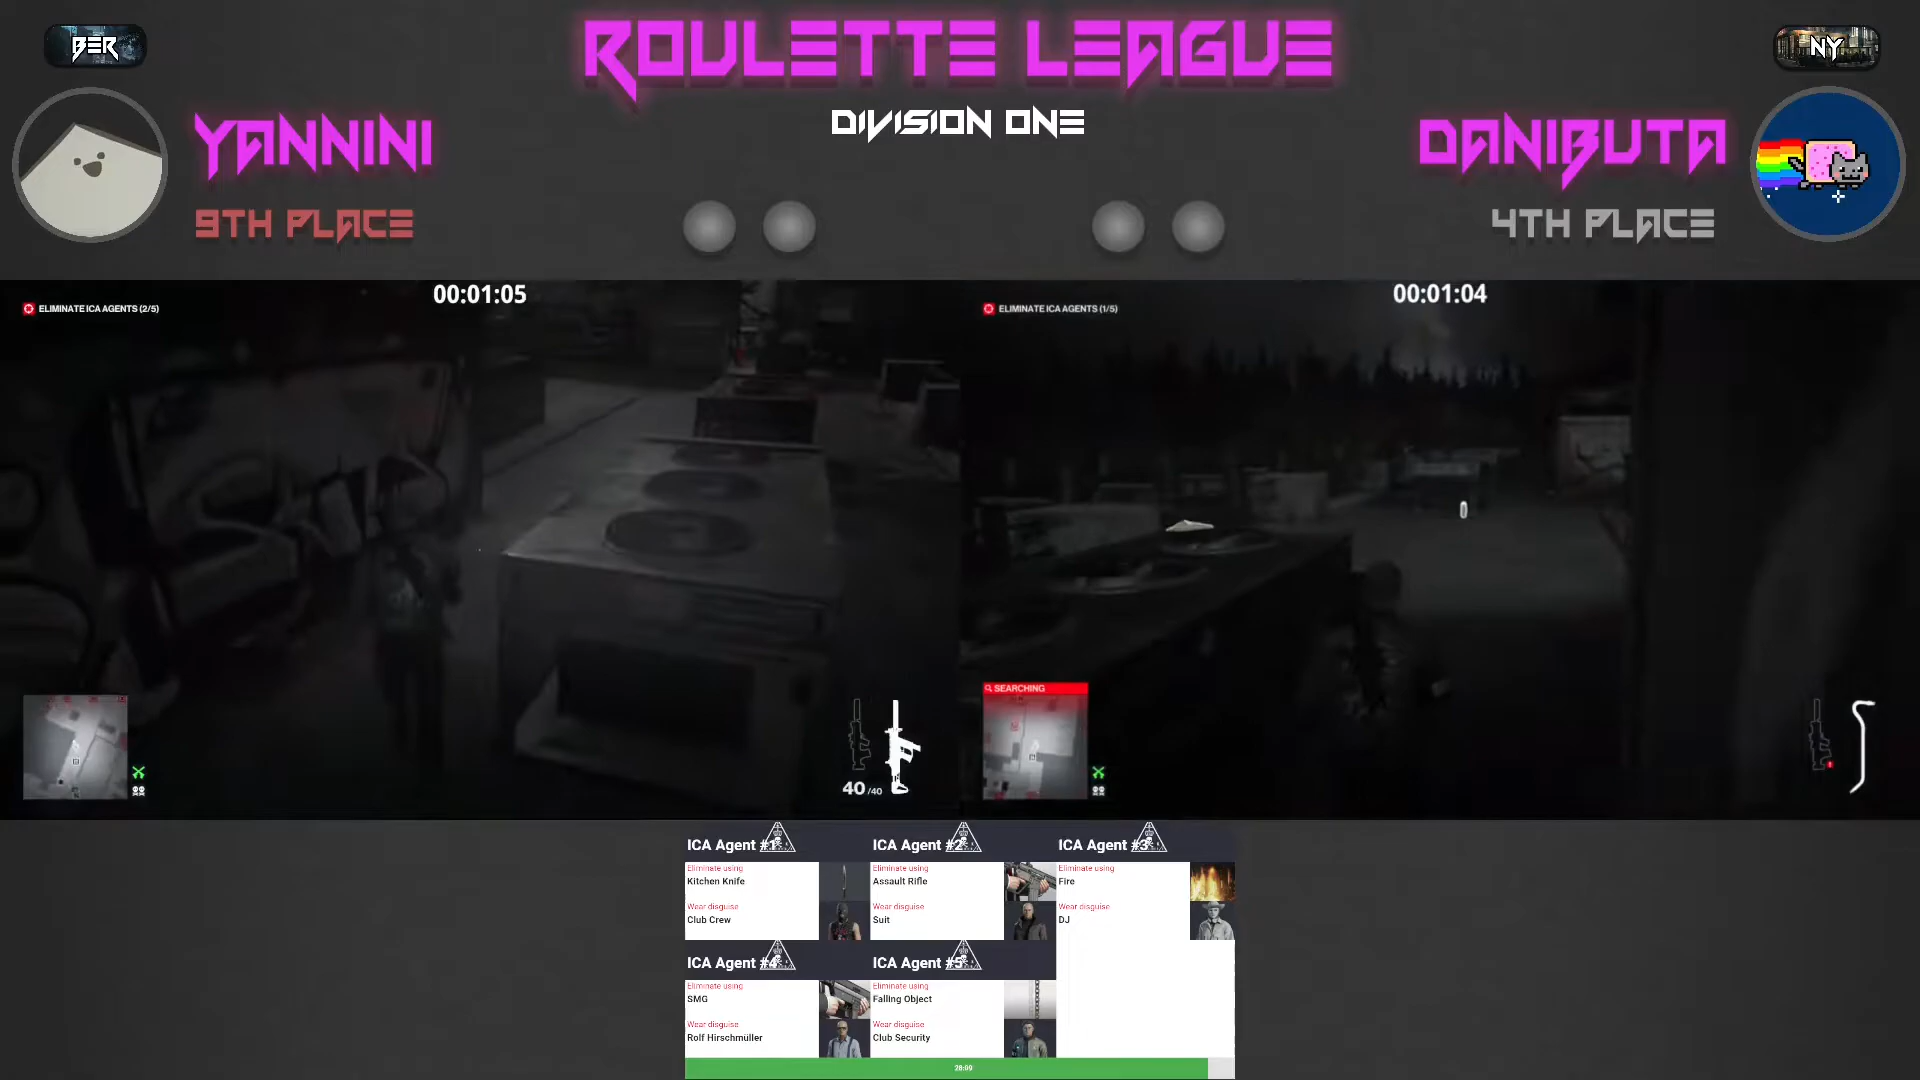 BER
ROULETTE LEAGUE
NY
DIVISION ONE
YANNINI
DANIBUTA
9TH PLACE
4TH PLACE
ELIMINATE ICA AGENTS (2/5)
00:01:05
ELIMINATE ICA AGENTS (1/5)
00:01:04
SEARCHING
40 /40
ICA Agent #1
Eliminate using
Kitchen Knife
Wear disguise
Club Crew
ICA Agent #2
Eliminate using
Assault Rifle
Wear disguise
Suit
ICA Agent #3
Eliminate using
Fire
Wear disguise
DJ
ICA Agent #4
Eliminate using
SMG
Wear disguise
Rolf Hirschmüller
ICA Agent #5
Eliminate using
Falling Object
Wear disguise
Club Security
28:09